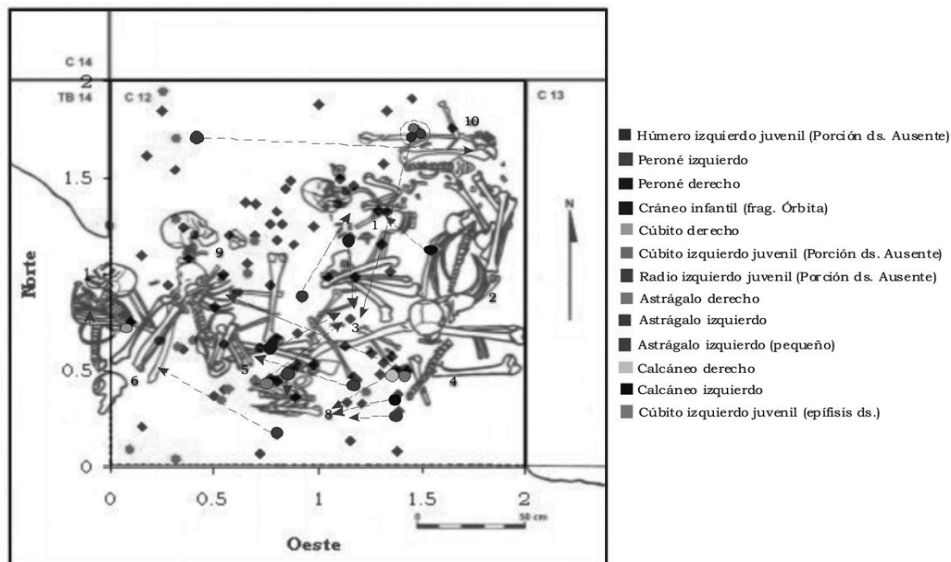 C 14
2
TB 14
C 12
C 13
10
1.5
N
1
9
1
2
3
0.5
5
6
4
8
0
0
0.5
1
1.5
2
0
50 cm
Norte
Oeste
Húmero izquierdo juvenil (Porción ds. Ausente)
Peroné izquierdo
Peroné derecho
Cráneo infantil (frag. Órbita)
Cúbito derecho
Cúbito izquierdo juvenil (Porción ds. Ausente)
Radio izquierdo juvenil (Porción ds. Ausente)
Astrágalo derecho
Astrágalo izquierdo
Astrágalo izquierdo (pequeño)
Calcáneo derecho
Calcáneo izquierdo
Cúbito izquierdo juvenil (epífisis ds.)